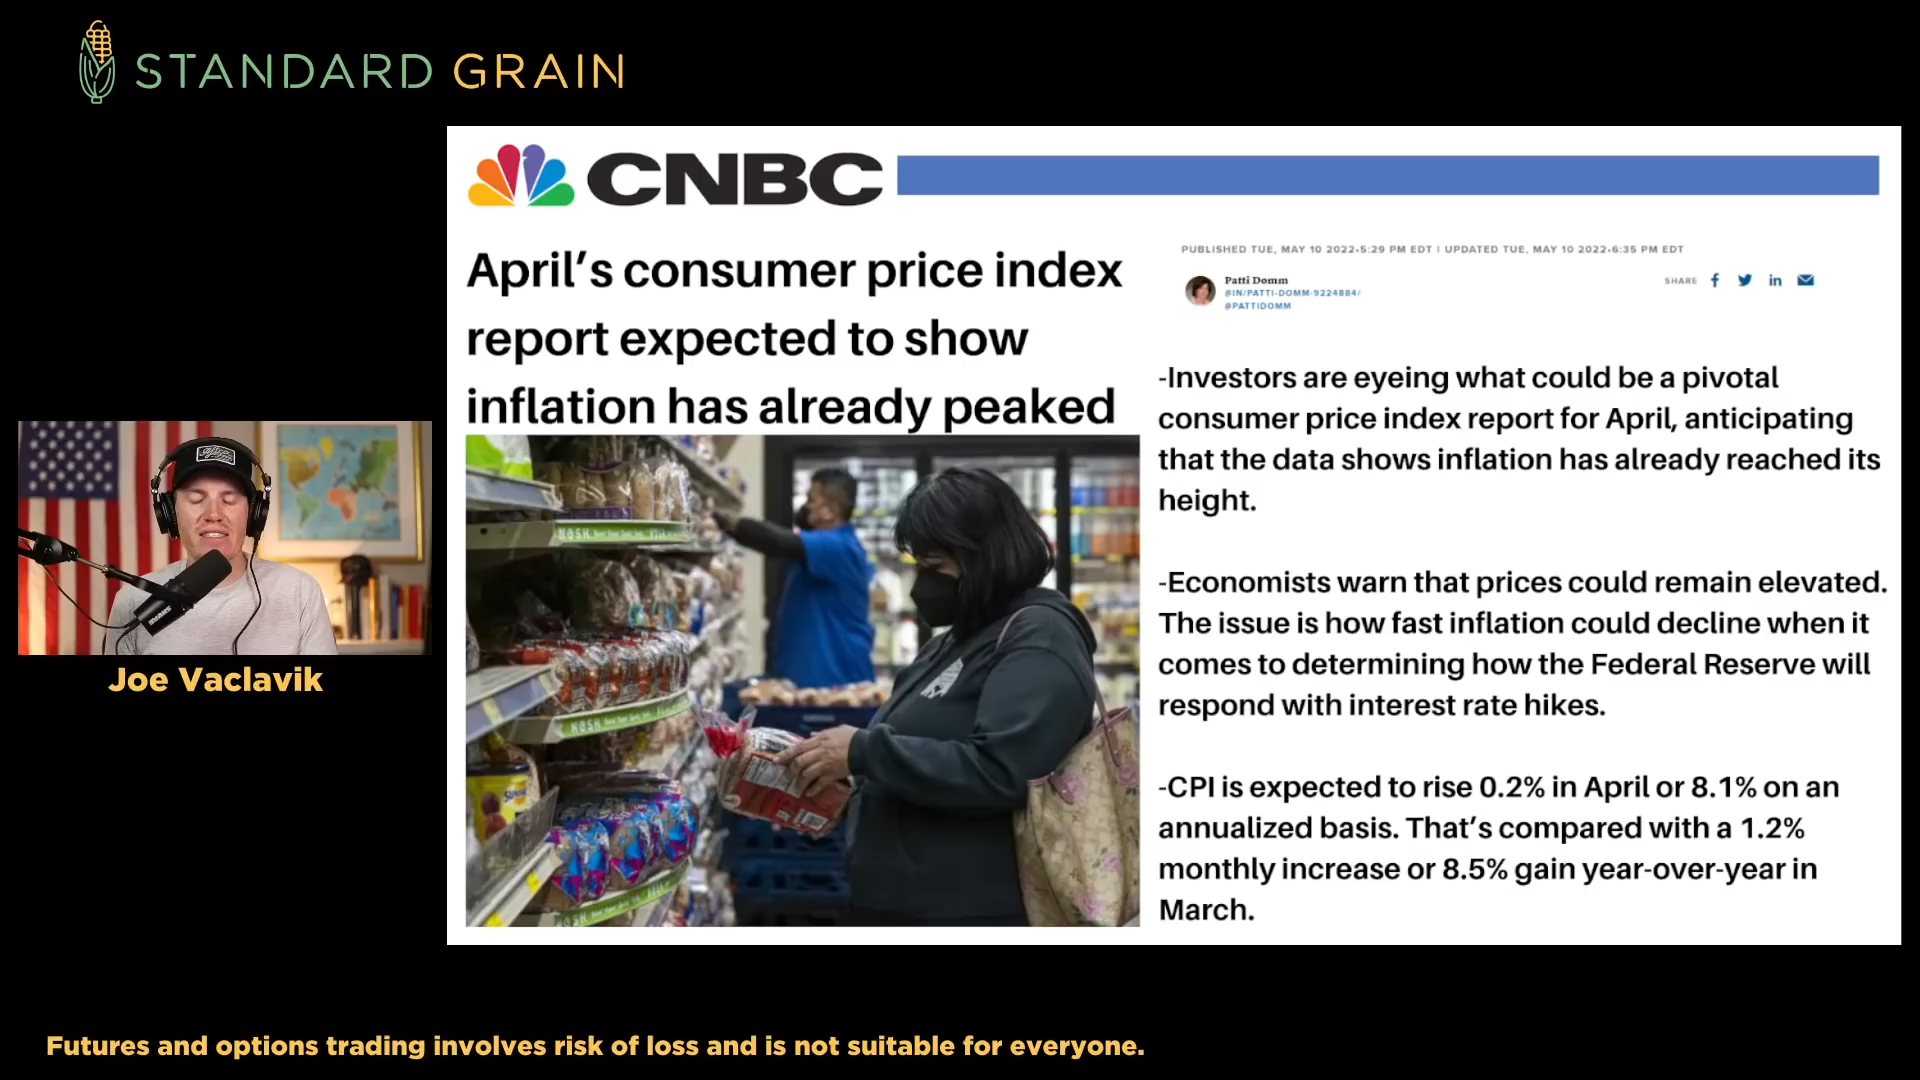 STANDARD GRAIN
CNBC
April's consumer price index
report expected to show
inflation has already peaked
PUBLISHED TUE, MAY 10 2022•5:29 PM EDT | UPDATED TUE, MAY 10 2022•6:35 PM EDT
Patti Domm
@IN/PATTI-DOMM-9224884/
@PATTIDOMM
SHARE
-Investors are eyeing what could be a pivotal
consumer price index report for April, anticipating
that the data shows inflation has already reached its
height.
-Economists warn that prices could remain elevated.
The issue is how fast inflation could decline when it
comes to determining how the Federal Reserve will
respond with interest rate hikes.
-CPI is expected to rise 0.2% in April or 8.1% on an
annualized basis. That's compared with a 1.2%
monthly increase or 8.5% gain year-over-year in
March.
NOSH
NOSH
NOSH
Joe Vaclavik
Futures and options trading involves risk of loss and is not suitable for everyone.